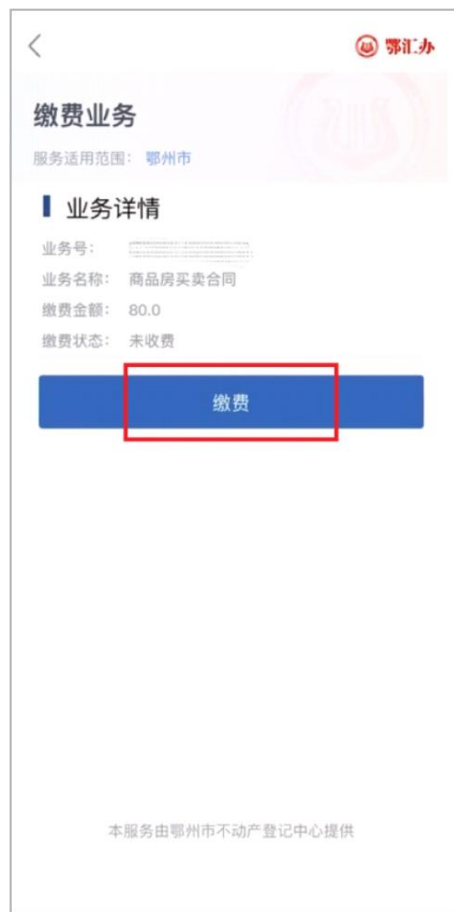 鄂汇办
缴费业务
服务适用范围： 鄂州市
业务详情
业务号：
业务名称： 商品房买卖合同
缴费金额： 80.0
缴费状态： 未收费
缴费
本服务由鄂州市不动产登记中心提供